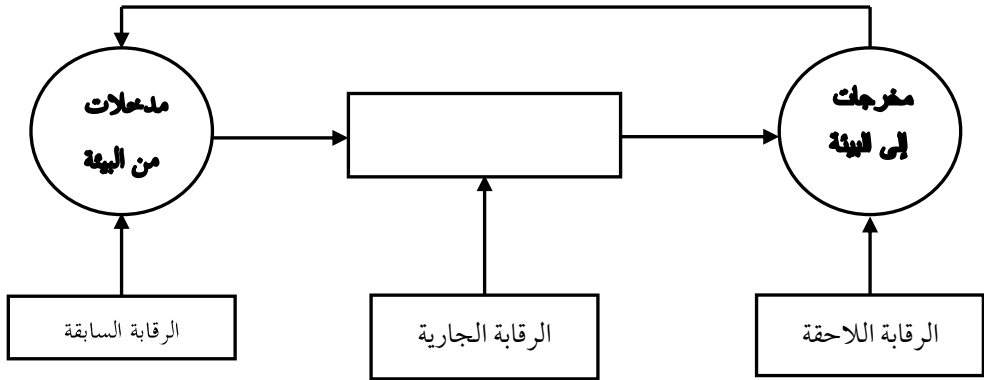 مدخلات
من البيئة
مخرجات
إلى البيئة
الرقابة السابقة
الرقابة الجارية
الرقابة اللاحقة